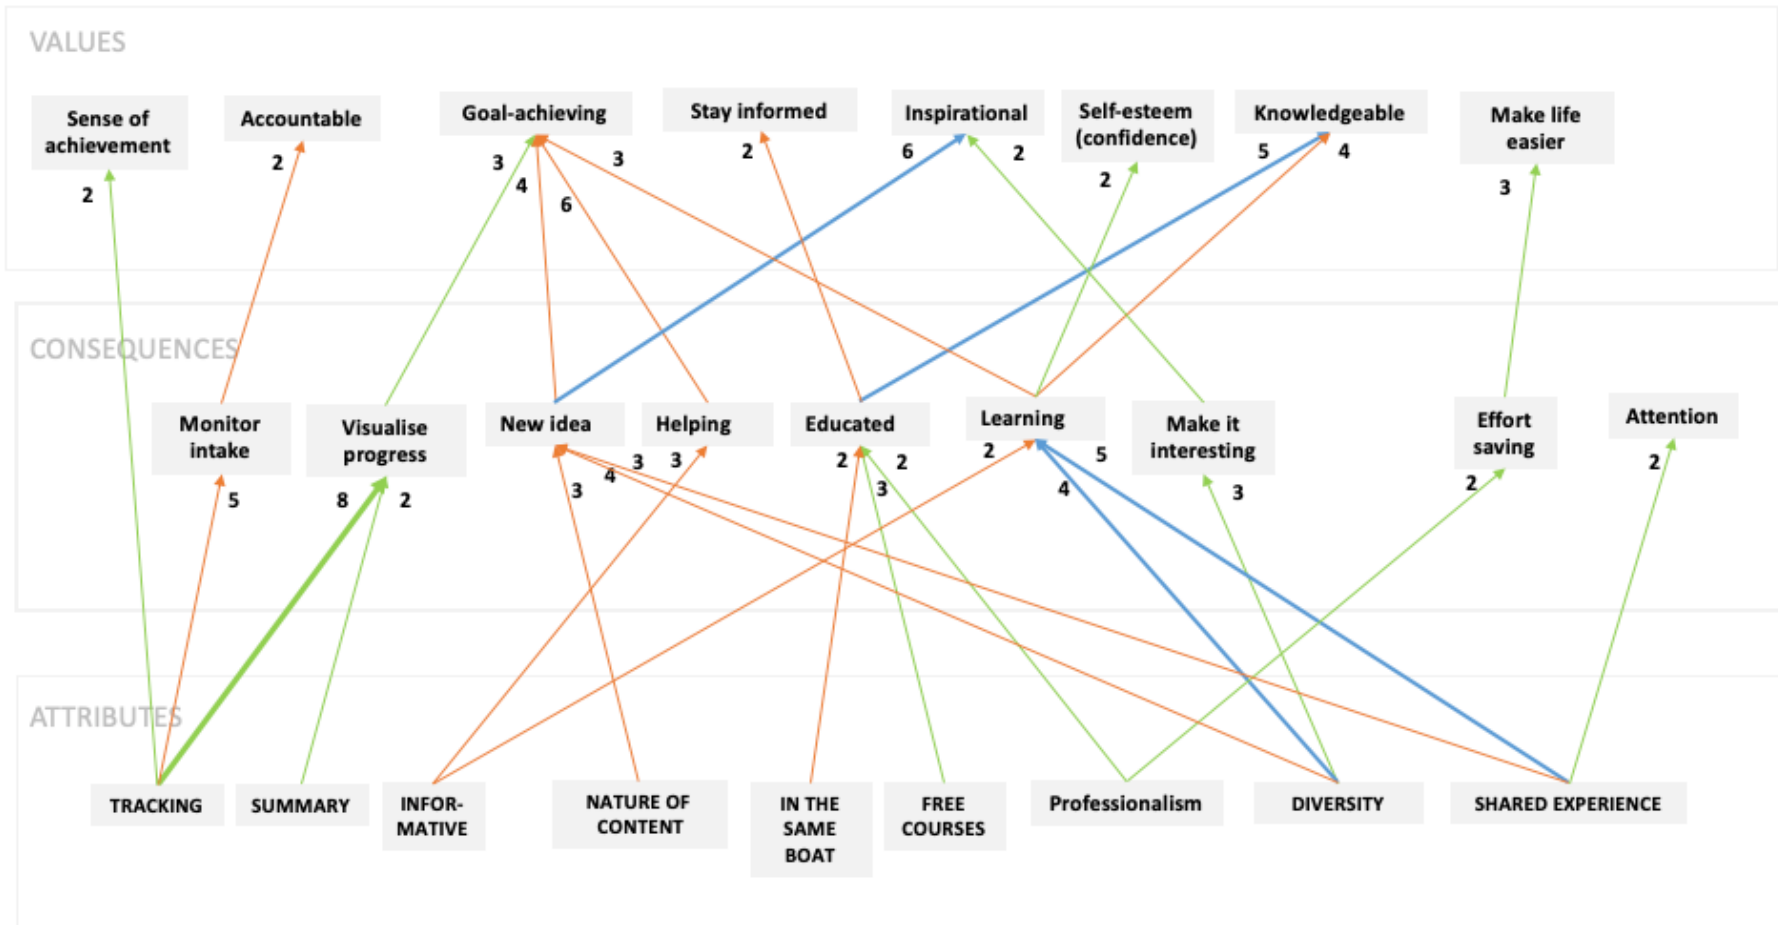 VALUES
Sense of
achievement
Accountable
Goal-achieving
Stay informed
Inspirational
Self-esteem
(confidence)
Knowledgeable
Make life
easier
2
2
3
4
6
3
2
6
2
2
5
4
3
CONSEQUENCES
Monitor
intake
Visualise
progress
New idea
Helping
Educated
Learning
Make it
interesting
Effort
saving
Attention
5
8
2
3
4
3
3
2
3
2
2
4
5
3
2
2
ATTRIBUTES
TRACKING
SUMMARY
INFOR-
MATIVE
NATURE OF
CONTENT
IN THE
SAME
BOAT
FREE
COURSES
Professionalism
DIVERSITY
SHARED EXPERIENCE